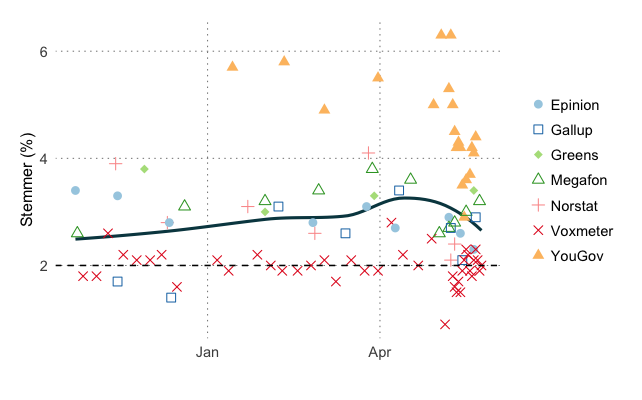 6
4
2
Stemmer (%)
Jan
Apr
Epinion
Gallup
Greens
Megafon
Norstat
Voxmeter
YouGov